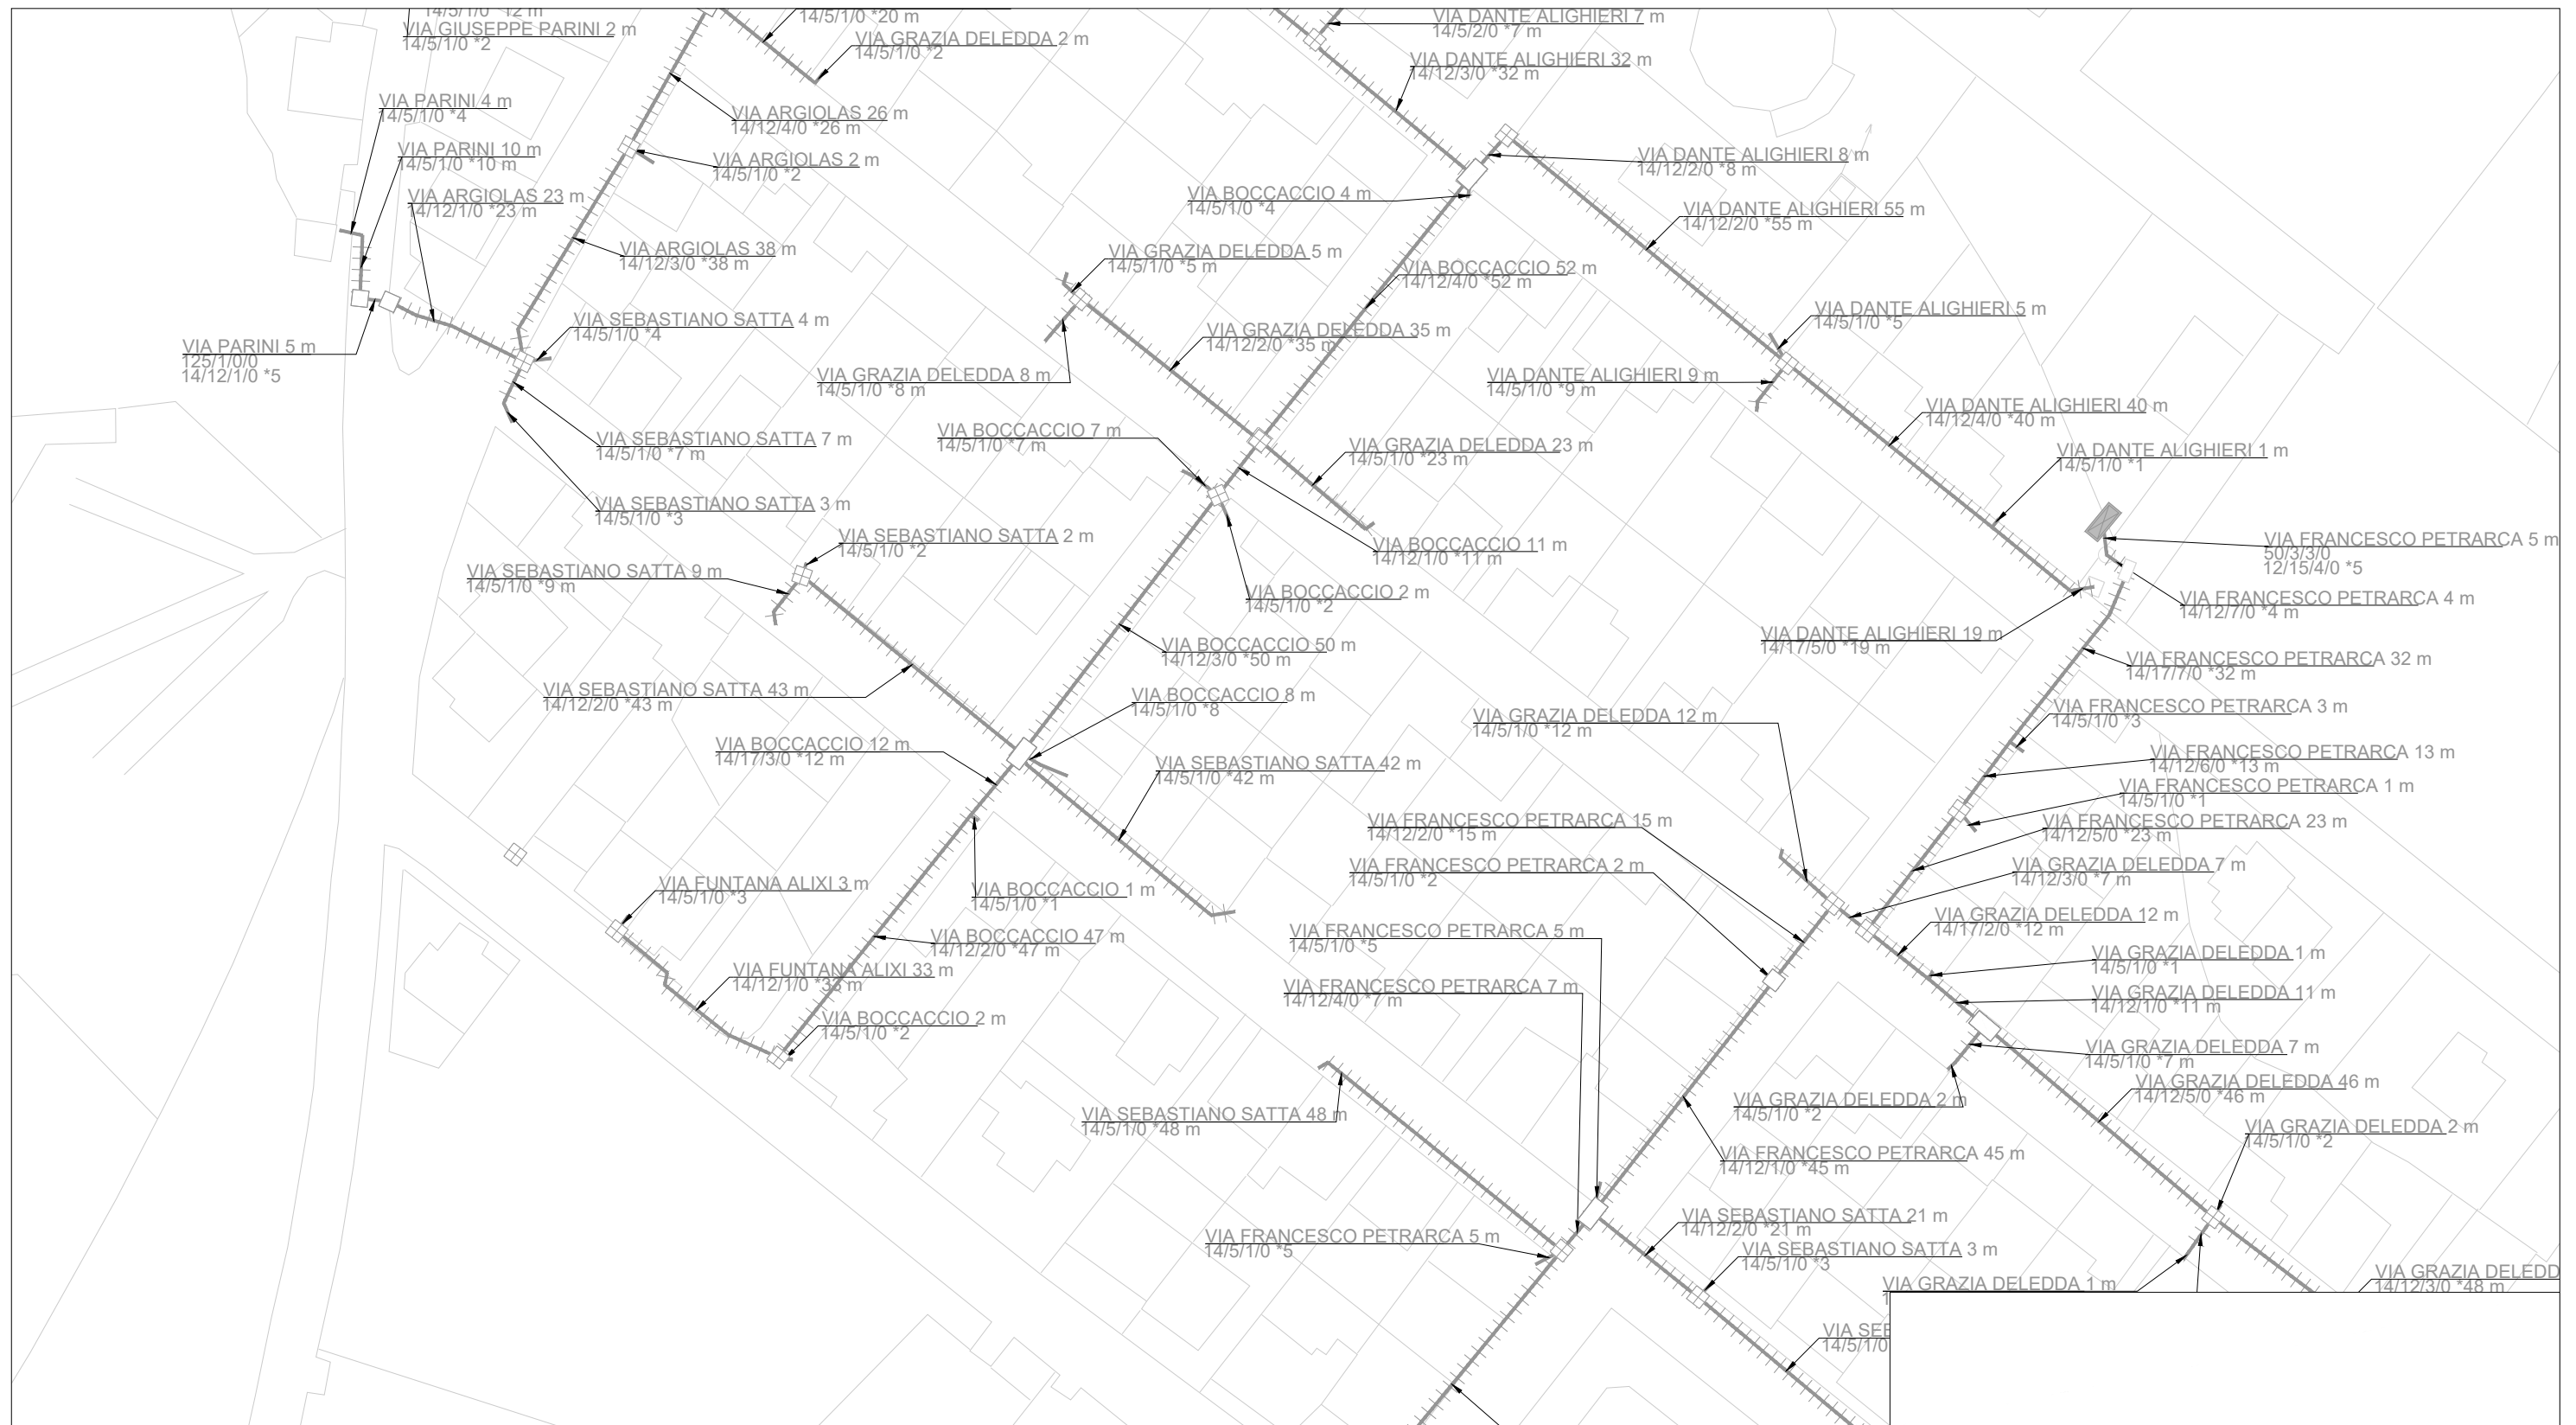 14/5/1/0 *12 m
VIA GIUSEPPE PARINI 2 m
14/5/1/0 *2
14/5/1/0 *20 m
VIA GRAZIA DELEDDA 2 m
14/5/1/0 *2
VIA DANTE ALIGHIERI 7 m
14/5/2/0 *7 m
VIA DANTE ALIGHIERI 32 m
14/12/3/0 *32 m
VIA PARINI 4 m
14/5/1/0 *4
VIA ARGIOLAS 26 m
14/12/4/0 *26 m
VIA PARINI 10 m
14/5/1/0 *10 m
VIA ARGIOLAS 2 m
14/5/1/0 *2
VIA DANTE ALIGHIERI 8 m
14/12/2/0 *8 m
VIA ARGIOLAS 23 m
14/12/1/0 *23 m
VIA BOCCACCIO 4 m
14/5/1/0 *4
VIA DANTE ALIGHIERI 55 m
14/12/2/0 *55 m
VIA ARGIOLAS 38 m
14/12/3/0 *38 m
VIA GRAZIA DELEDDA 5 m
14/5/1/0 *5 m
VIA BOCCACCIO 52 m
14/12/4/0 *52 m
VIA SEBASTIANO SATTA 4 m
14/5/1/0 *4
VIA GRAZIA DELEDDA 35 m
14/12/2/0 *35 m
VIA DANTE ALIGHIERI 5 m
14/5/1/0 *5
VIA PARINI 5 m
125/1/0/0
14/12/1/0 *5
VIA GRAZIA DELEDDA 8 m
14/5/1/0 *8 m
VIA DANTE ALIGHIERI 9 m
14/5/1/0 *9 m
VIA DANTE ALIGHIERI 40 m
14/12/4/0 *40 m
VIA SEBASTIANO SATTA 7 m
14/5/1/0 *7 m
VIA BOCCACCIO 7 m
14/5/1/0 *7 m
VIA GRAZIA DELEDDA 23 m
14/5/1/0 *23 m
VIA DANTE ALIGHIERI 1 m
14/5/1/0 *1
VIA SEBASTIANO SATTA 3 m
14/5/1/0 *3
VIA SEBASTIANO SATTA 2 m
14/5/1/0 *2
VIA BOCCACCIO 11 m
14/12/1/0 *11 m
VIA FRANCESCO PETRARCA 5 m
50/3/3/0
12/15/4/0 *5
VIA SEBASTIANO SATTA 9 m
14/5/1/0 *9 m
VIA BOCCACCIO 2 m
14/5/1/0 *2
VIA FRANCESCO PETRARCA 4 m
14/12/7/0 *4 m
VIA BOCCACCIO 50 m
14/12/3/0 *50 m
VIA DANTE ALIGHIERI 19 m
14/17/5/0 *19 m
VIA FRANCESCO PETRARCA 32 m
14/17/7/0 *32 m
VIA SEBASTIANO SATTA 43 m
14/12/2/0 *43 m
VIA BOCCACCIO 8 m
14/5/1/0 *8
VIA GRAZIA DELEDDA 12 m
14/5/1/0 *12 m
VIA FRANCESCO PETRARCA 3 m
14/5/1/0 *3
VIA BOCCACCIO 12 m
14/17/3/0 *12 m
VIA SEBASTIANO SATTA 42 m
14/5/1/0 *42 m
VIA FRANCESCO PETRARCA 13 m
14/12/6/0 *13 m
VIA FRANCESCO PETRARCA 1 m
14/5/1/0 *1
VIA FRANCESCO PETRARCA 15 m
14/12/2/0 *15 m
VIA FRANCESCO PETRARCA 23 m
14/12/5/0 *23 m
VIA FRANCESCO PETRARCA 2 m
14/5/1/0 *2
VIA GRAZIA DELEDDA 7 m
14/12/3/0 *7 m
VIA FUNTANA ALIXI 3 m
14/5/1/0 *3
VIA BOCCACCIO 1 m
14/5/1/0 *1
VIA GRAZIA DELEDDA 12 m
14/17/2/0 *12 m
VIA BOCCACCIO 47 m
14/12/2/0 *47 m
VIA FRANCESCO PETRARCA 5 m
14/5/1/0 *5
VIA GRAZIA DELEDDA 1 m
14/5/1/0 *1
VIA FUNTANA ALIXI 33 m
14/12/1/0 *33 m
VIA FRANCESCO PETRARCA 7 m
14/12/4/0 *7 m
VIA GRAZIA DELEDDA 11 m
14/12/1/0 *11 m
VIA BOCCACCIO 2 m
14/5/1/0 *2
VIA GRAZIA DELEDDA 7 m
14/5/1/0 *7 m
VIA GRAZIA DELEDDA 46 m
14/12/5/0 *46 m
VIA SEBASTIANO SATTA 48 m
14/5/1/0 *48 m
VIA GRAZIA DELEDDA 2 m
14/5/1/0 *2
VIA GRAZIA DELEDDA 2 m
14/5/1/0 *2
VIA FRANCESCO PETRARCA 45 m
14/12/1/0 *45 m
VIA SEBASTIANO SATTA 21 m
14/12/2/0 *21 m
VIA FRANCESCO PETRARCA 5 m
14/5/1/0 *5
VIA SEBASTIANO SATTA 3 m
14/5/1/0 *3
VIA GRAZIA DELEDDA 1 m
VIA GRAZIA DELEDD
14/12/3/0 *48 m
VIA SEE
14/5/1/0